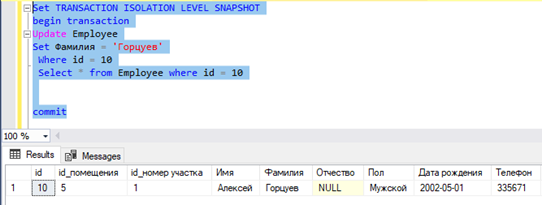 Set TRANSACTION ISOLATION LEVEL SNAPSHOT
begin transaction
Update Employee
Set Фамилия = 'Горцуев'
Where id = 10
Select * from Employee where id = 10
commit
100 %
Results Messages
id id_помещения id_номер участка Имя Фамилия Отчество Пол Дата рождения Телефон
1 10 5 1 Алексей Горцуев NULL Мужской 2002-05-01 335671